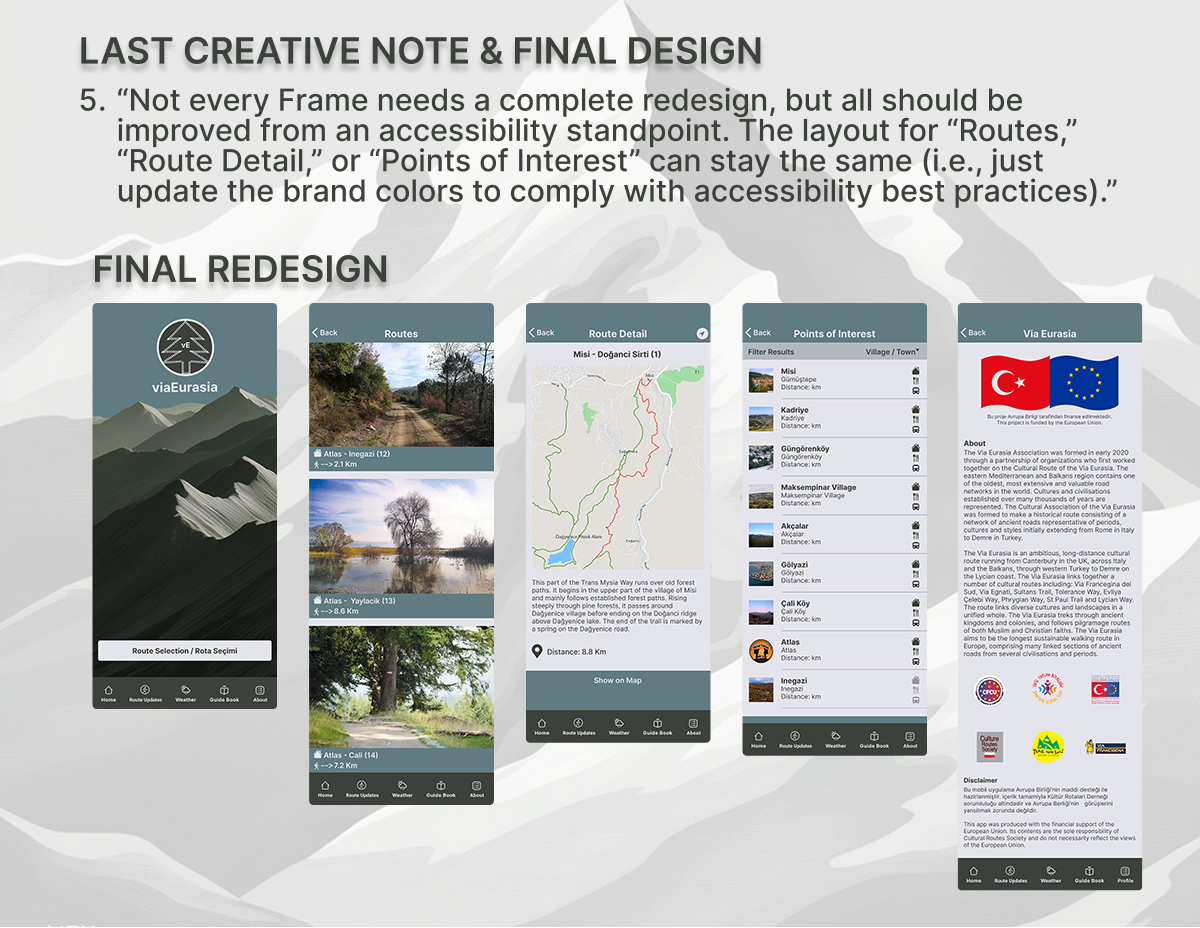 LAST CREATIVE NOTE & FINAL DESIGN
5. “Not every Frame needs a complete redesign, but all should be
improved from an accessibility standpoint. The layout for “Routes,”
“Route Detail,” or “Points of Interest” can stay the same (i.e., just
update the brand colors to comply with accessibility best practices).”
FINAL REDESIGN
vE
viaEurasia
Route Selection / Rota Seçimi
Home Route Updates Weather Guide Book About
Back Routes
Atlas - Inegazi (12)
-->2.1 Km
Atlas - Yaylacik (13)
-->8.6 Km
Atlas - Cali (14)
-->7.2 Km
Home Route Updates Weather Guide Book About
Back Route Detail
Misi - Doğanci Sirti (1)
Misi
Dağyenice
Dağyenice Piknik Alanı
Doğancı
This part of the Trans Mysia Way runs over old forest
paths. It begins in the upper part of the village of Misi
and mainly follows established forest paths. Rising
steeply through pine forests, it passes around
Dağyenice village before ending on the Doğanci ridge
above Dağyenice lake. The end of the trail is marked by
a spring on the Dağyenice road.
Distance: 8.8 Km
Show on Map
Home Route Updates Weather Guide Book About
Back Points of Interest
Filter Results Village / Town
Misi
Gümüştepe
Distance: km
Kadriye
Kadriye
Distance: km
Güngörenköy
Güngörenköy
Distance: km
Maksempinar Village
Maksempinar Village
Distance: km
Akçalar
Akçalar
Distance: km
Gölyazi
Gölyazi
Distance: km
Çali Köy
Çali Köy
Distance: km
Atlas
Atlas
Distance: km
Inegazi
Inegazi
Distance: km
Home Route Updates Weather Guide Book About
Back Via Eurasia
Bu proje Avrupa Birliği tarafından finanse edilmektedir.
This project is funded by the European Union.
About
The Via Eurasia Association was formed in early 2020
through a partnership of organizations who first worked
together on the Cultural Route of the Via Eurasia. The
eastern Mediterranean and Balkans region contains one
of the oldest, most extensive and valuable road
networks in the world. Cultures and civilisations
established over many thousands of years are
represented. The Cultural Association of the Via Eurasia
was formed to make a historical route consisting of a
network of ancient roads representative of periods,
cultures and styles initially extending from Rome in Italy
to Demre in Turkey.
The Via Eurasia is an ambitious, long-distance cultural
route running from Canterbury in the UK, across Italy
and the Balkans, through western Turkey to Demre on
the Lycian coast. The Via Eurasia links together a
number of cultural routes including: Via Francegina del
Sud, Via Egnati, Sultans Trail, Tolerance Way, Evliya
Çelebi Way, Phrygian Way, St Paul Trail and Lycian Way.
The route links diverse cultures and landscapes in a
unified whole. The Via Eurasia treks through ancient
kingdoms and colonies, and follows pilgramage routes
of both Muslim and Christian faiths. The Via Eurasia
aims to be the longest sustainable walking route in
Europe, comprising many linked sections of ancient
roads from several civilisations and periods.
CFCU
Culture
Routes
Society
VIA
FRANCIGENA
Disclaimer
Bu mobil uygulama Avrupa Birliği'nin maddi desteği ile
hazirlanmiştir. içerik tamamiyla Kültür Rotalari Derneği
sorumluluğu altindadir ve Avrupa Berliği'nin görüşlerini
yansitmak zorunda değildir.
This app was produced with the financial support of the
European Union. Its contents are the sole responsibility of
Cultural Routes Society and do not necessarily reflect the views
of the European Union.
Home Route Updates Weather Guide Book Profile